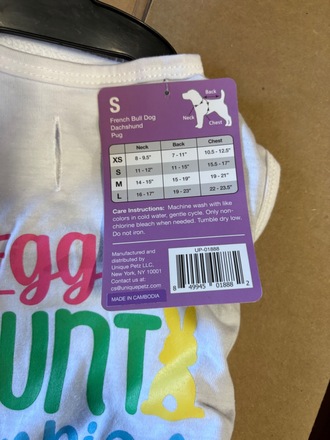 S
French Bull Dog
Dachshund
Pug
Back
Neck
Chest
Neck Back Chest
XS 8 - 9.5" 7 - 11" 10.5 - 12.5"
S 11 - 12" 11 - 15" 15.5 - 17"
M 14 - 15" 15 - 19" 19 - 21"
L 16 - 17" 19 - 23" 22 - 23.5"
Care Instructions: Machine wash with like
colors in cold water, gentle cycle. Only non-
chlorine bleach when needed. Tumble dry low.
Do not iron.
Manufactured and
distributed by
Unique Petz LLC,
New York, NY 10001
Contact us at
cs@uniquepetz.com
MADE IN CAMBODIA
UP-01888
8 49945 01888 2
egg
UNT